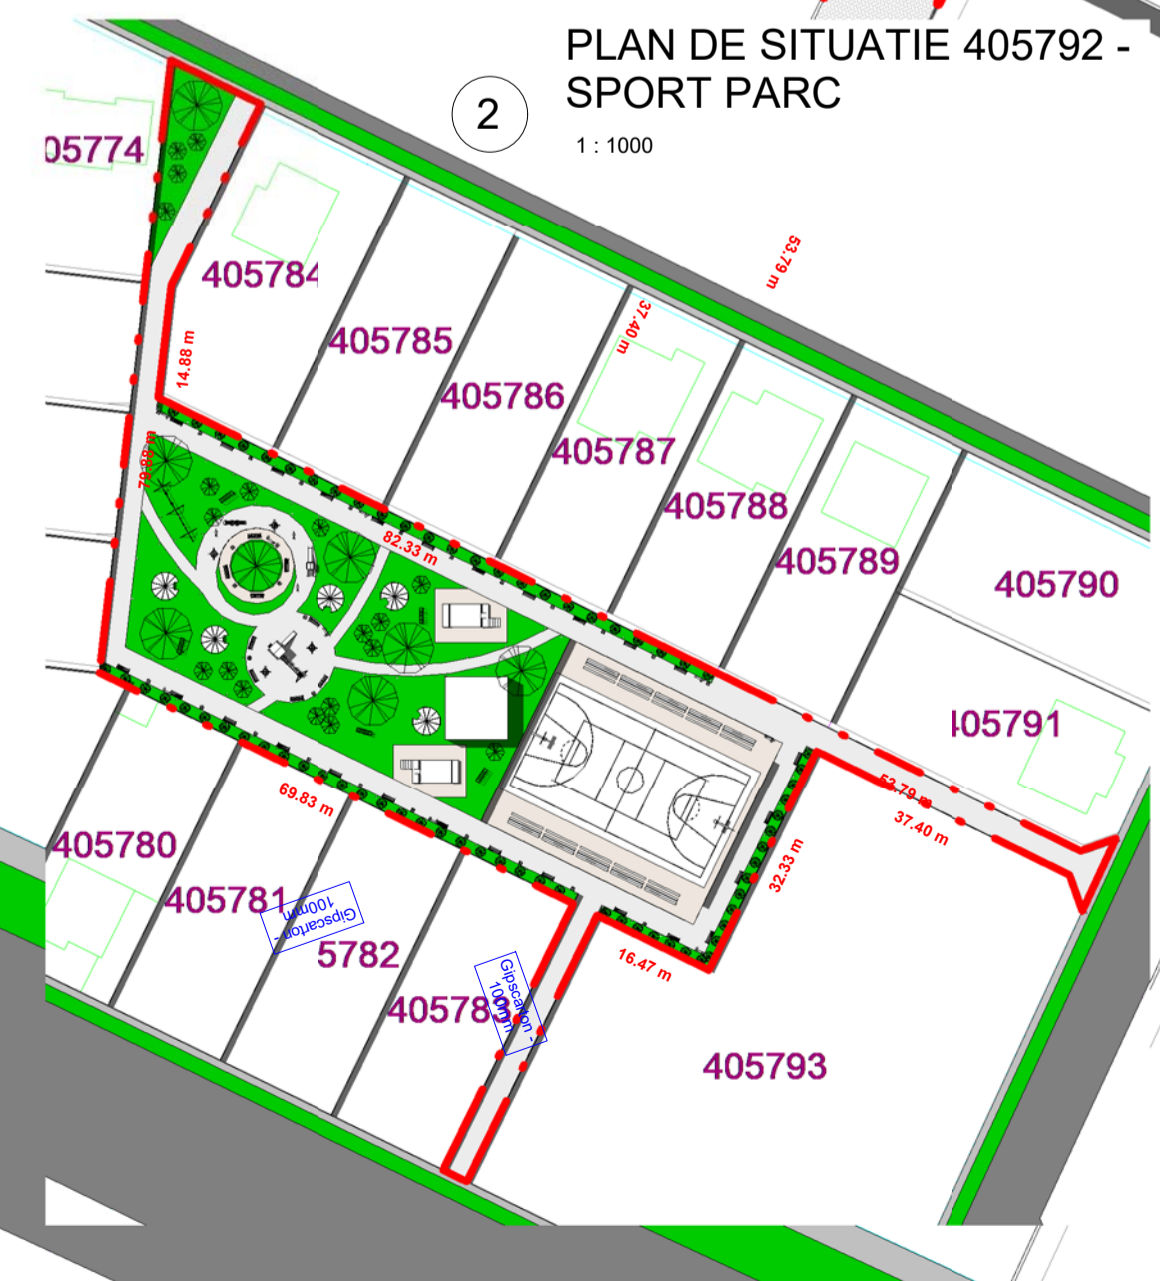 PLAN DE SITUATIE 405792 -
SPORT PARC
2
1 : 1000
05774
405784
53.79 m
37.40 m
14.88 m
405785
405786
405787
405788
405789
405790
79.88 m
82.33 m
405791
53.79 m
37.40 m
69.83 m
32.33 m
405780
405781
Gipscarton -
100mm
5782
16.47 m
405783
Gipscarton -
100mm
405793